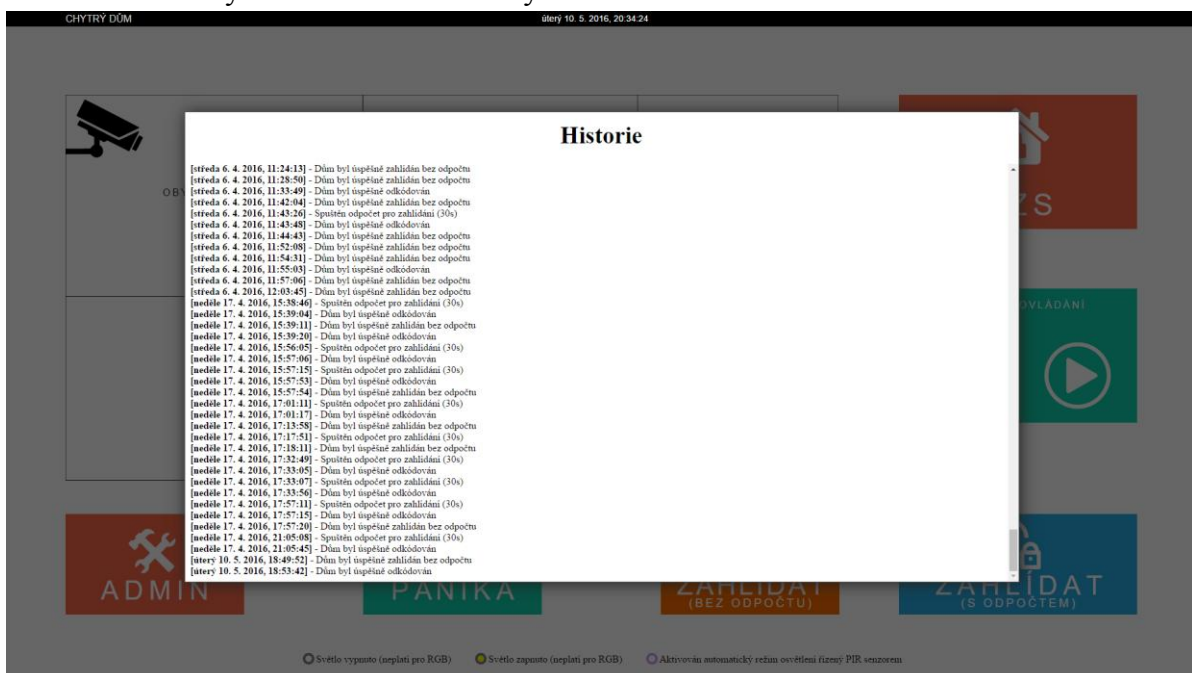 CHYTRÝ DŮM
úterý 10. 5. 2016, 20:34:24
Historie
[středa 6. 4. 2016, 11:24:13] - Dům byl úspěšně zahlídán bez odpočtu
[středa 6. 4. 2016, 11:28:50] - Dům byl úspěšně zahlídán bez odpočtu
[středa 6. 4. 2016, 11:33:49] - Dům byl úspěšně odkódován
[středa 6. 4. 2016, 11:42:04] - Dům byl úspěšně zahlídán bez odpočtu
[středa 6. 4. 2016, 11:43:26] - Spuštěn odpočet pro zahlídání (30s)
[středa 6. 4. 2016, 11:43:48] - Dům byl úspěšně odkódován
[středa 6. 4. 2016, 11:44:43] - Dům byl úspěšně zahlídán bez odpočtu
[středa 6. 4. 2016, 11:52:08] - Dům byl úspěšně zahlídán bez odpočtu
[středa 6. 4. 2016, 11:54:31] - Dům byl úspěšně zahlídán bez odpočtu
[středa 6. 4. 2016, 11:55:03] - Dům byl úspěšně odkódován
[středa 6. 4. 2016, 11:57:06] - Dům byl úspěšně zahlídán bez odpočtu
[středa 6. 4. 2016, 12:03:45] - Dům byl úspěšně zahlídán bez odpočtu
[neděle 17. 4. 2016, 15:38:46] - Spuštěn odpočet pro zahlídání (30s)
[neděle 17. 4. 2016, 15:39:04] - Dům byl úspěšně odkódován
[neděle 17. 4. 2016, 15:39:11] - Dům byl úspěšně zahlídán bez odpočtu
[neděle 17. 4. 2016, 15:39:20] - Dům byl úspěšně odkódován
[neděle 17. 4. 2016, 15:56:05] - Spuštěn odpočet pro zahlídání (30s)
[neděle 17. 4. 2016, 15:57:06] - Dům byl úspěšně odkódován
[neděle 17. 4. 2016, 15:57:15] - Spuštěn odpočet pro zahlídání (30s)
[neděle 17. 4. 2016, 15:57:53] - Dům byl úspěšně odkódován
[neděle 17. 4. 2016, 15:57:54] - Dům byl úspěšně zahlídán bez odpočtu
[neděle 17. 4. 2016, 17:01:11] - Spuštěn odpočet pro zahlídání (30s)
[neděle 17. 4. 2016, 17:01:17] - Dům byl úspěšně odkódován
[neděle 17. 4. 2016, 17:13:58] - Dům byl úspěšně zahlídán bez odpočtu
[neděle 17. 4. 2016, 17:17:51] - Spuštěn odpočet pro zahlídání (30s)
[neděle 17. 4. 2016, 17:18:11] - Dům byl úspěšně zahlídán bez odpočtu
[neděle 17. 4. 2016, 17:32:49] - Spuštěn odpočet pro zahlídání (30s)
[neděle 17. 4. 2016, 17:33:05] - Dům byl úspěšně odkódován
[neděle 17. 4. 2016, 17:33:07] - Spuštěn odpočet pro zahlídání (30s)
[neděle 17. 4. 2016, 17:33:56] - Dům byl úspěšně odkódován
[neděle 17. 4. 2016, 17:57:11] - Spuštěn odpočet pro zahlídání (30s)
[neděle 17. 4. 2016, 17:57:15] - Dům byl úspěšně odkódován
[neděle 17. 4. 2016, 17:57:20] - Dům byl úspěšně zahlídán bez odpočtu
[neděle 17. 4. 2016, 21:05:08] - Spuštěn odpočet pro zahlídání (30s)
[neděle 17. 4. 2016, 21:05:45] - Dům byl úspěšně odkódován
[úterý 10. 5. 2016, 18:49:52] - Dům byl úspěšně zahlídán bez odpočtu
[úterý 10. 5. 2016, 18:53:42] - Dům byl úspěšně odkódován
OB
ZS
OVLÁDÁNÍ
ADMIN
PANIKA
ZAHLÍDAT
(BEZ ODPOČTU)
ZAHLÍDAT
(S ODPOČTEM)
Světlo vypnuto (neplatí pro RGB)
Světlo zapnuto (neplatí pro RGB)
Aktivován automatický režim osvětlení řízený PIR senzorem